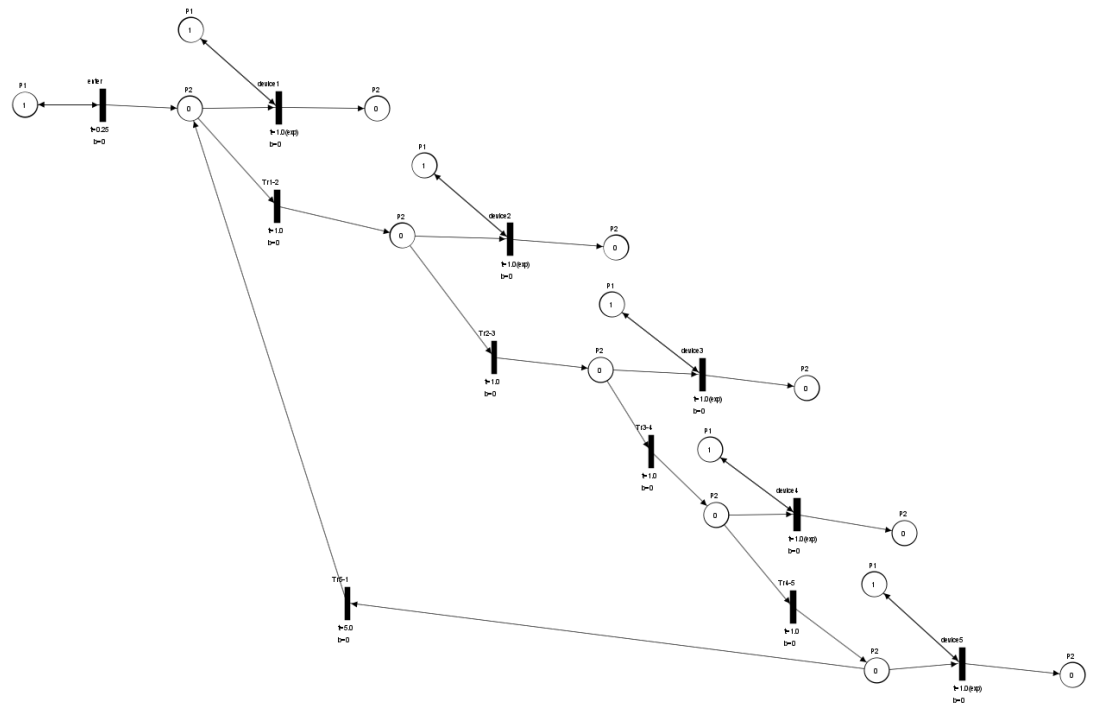 P1
1
enter
t=0.25
b=0
P1
1
P2
0
device1
t=1.0(exp)
b=0
P2
0
Tr1-2
t=1.0
b=0
P1
1
P2
0
device2
t=1.0(exp)
b=0
P2
0
Tr2-3
t=1.0
b=0
P1
1
P2
0
device3
t=1.0(exp)
b=0
P2
0
Tr3-4
t=1.0
b=0
P1
1
P2
0
device4
t=1.0(exp)
b=0
P2
0
Tr4-5
t=1.0
b=0
P1
1
P2
0
device5
t=1.0(exp)
b=0
P2
0
Tr5-1
t=5.0
b=0